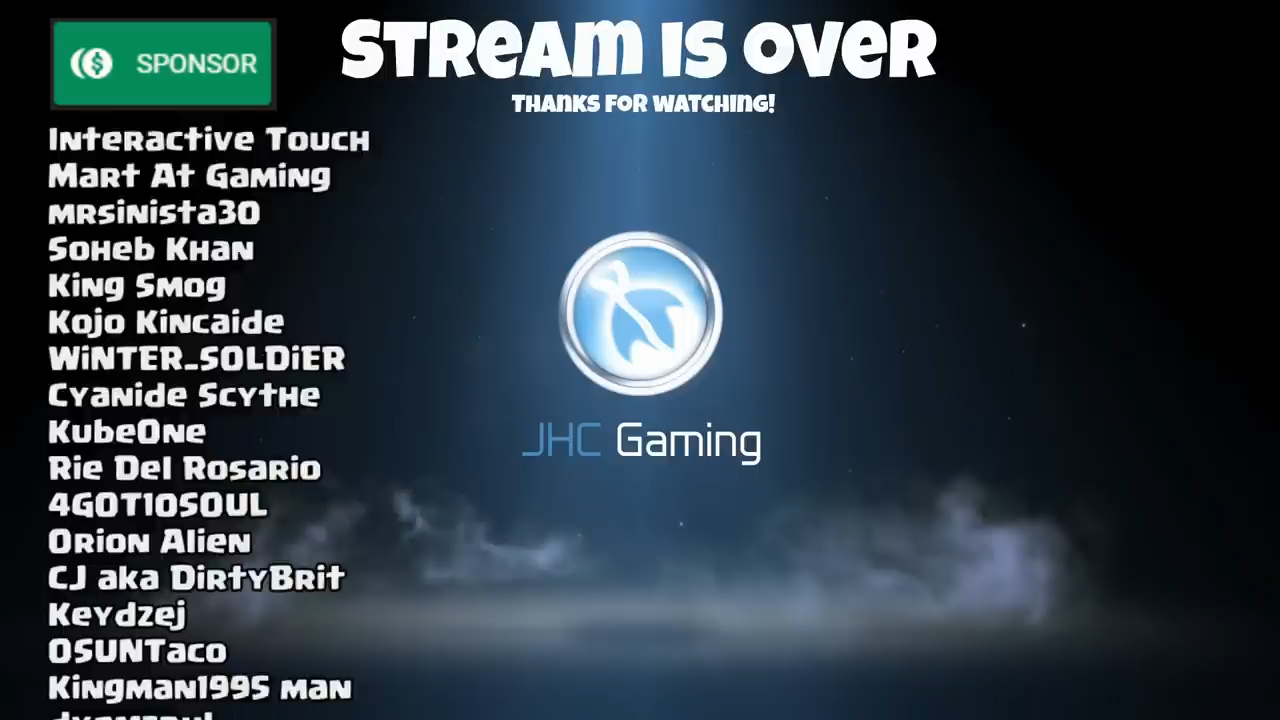 SPONSOR
STREAM IS OVER
THANKS FOR WATCHING!
Interactive Touch
Mart At Gaming
mrsinista30
Soheb Khan
King Smog
Kojo Kincaide
WiNTER_SOLDiER
Cyanide Scythe
KubeOne
Rie Del Rosario
4GOT10SOUL
Orion Alien
CJ aka DirtyBrit
Keydzej
OSUNTaco
Kingman1995 man
JHC Gaming